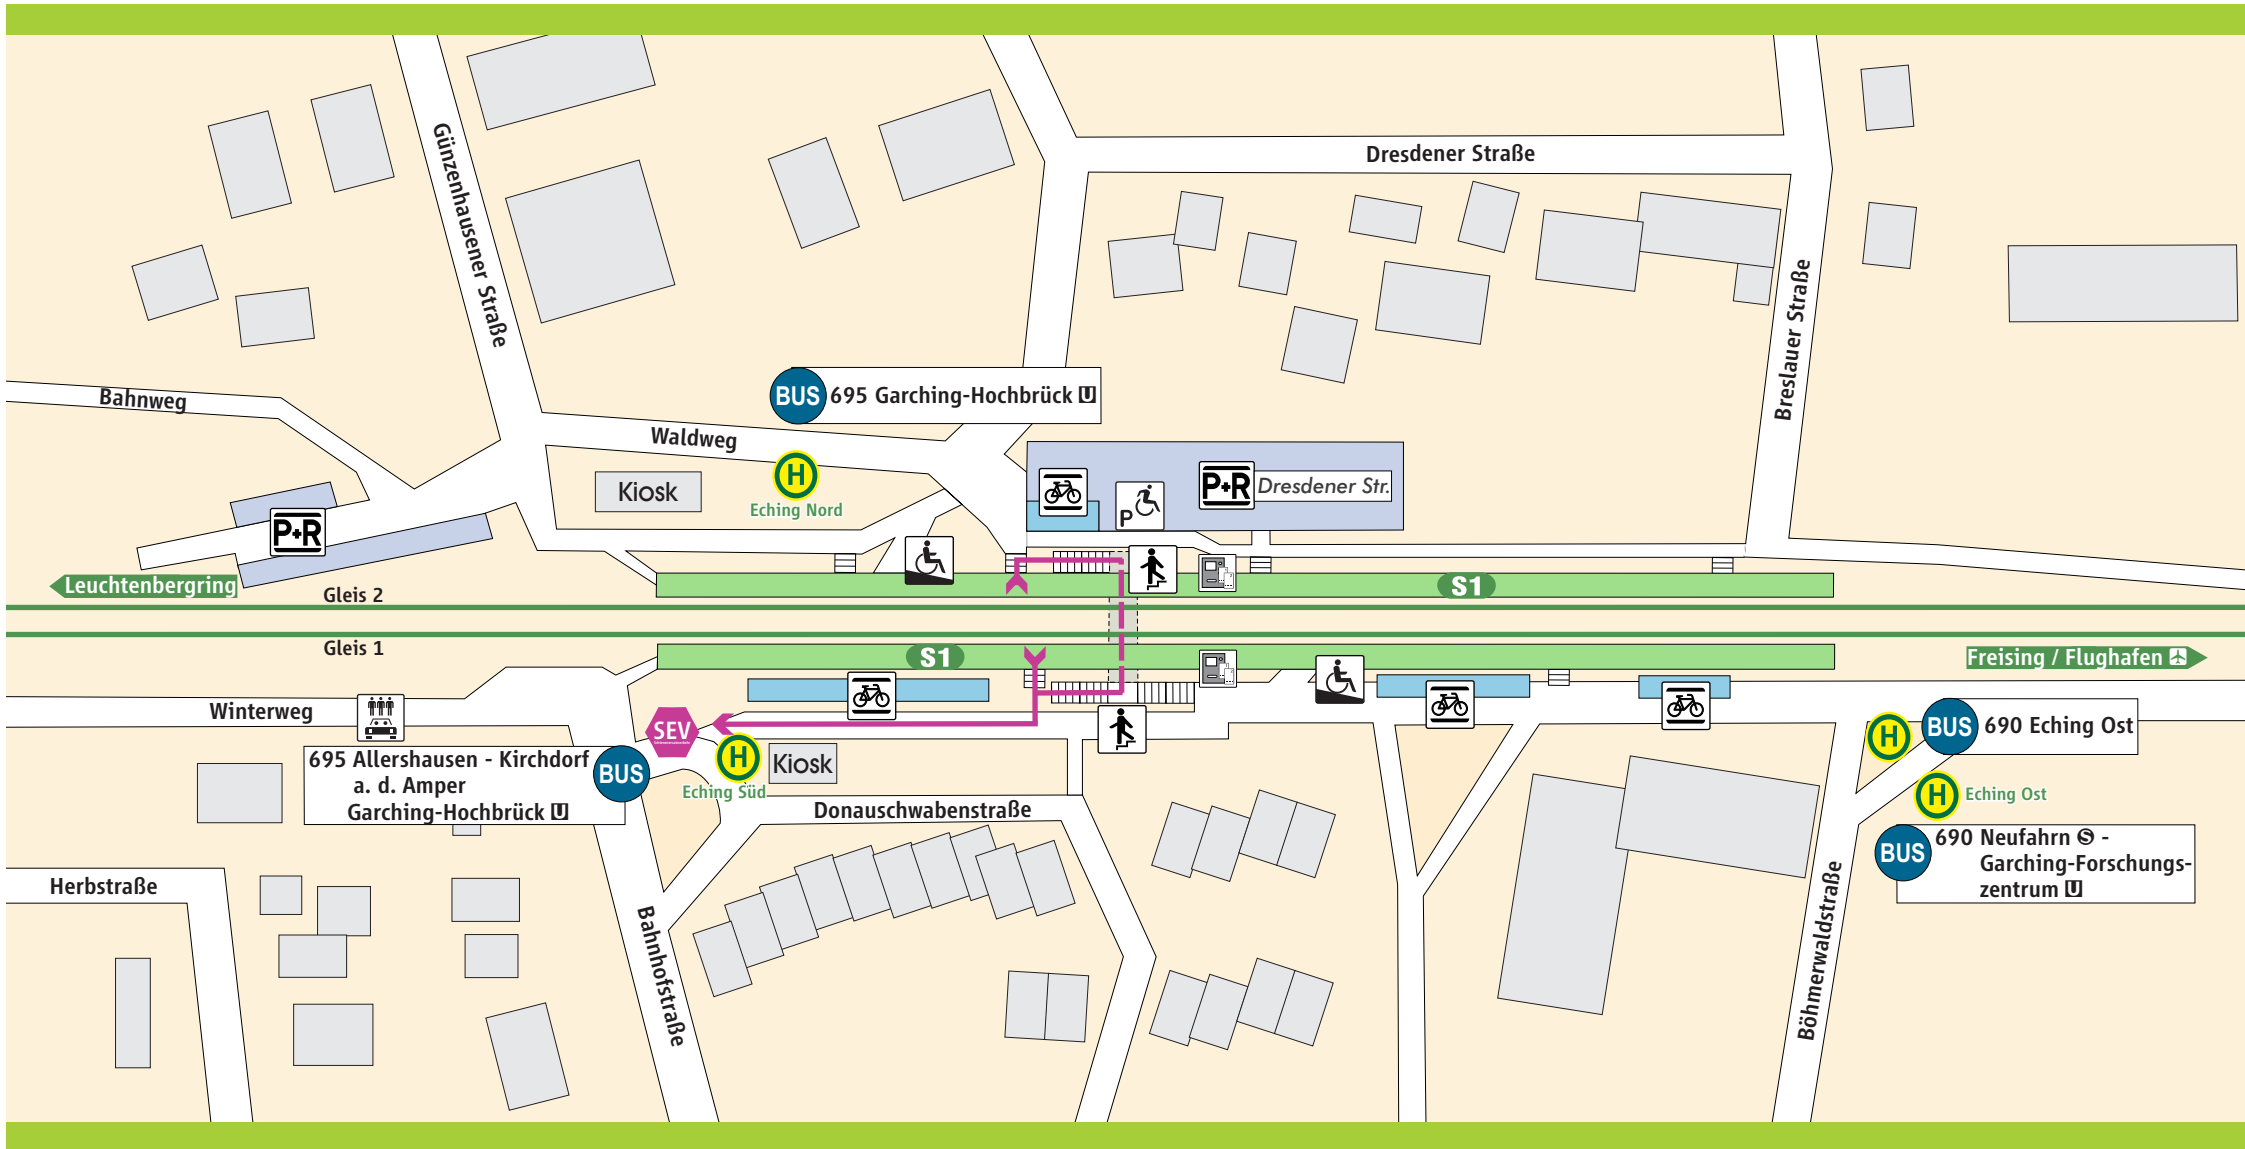 Günzenhausener Straße
Dresdener Straße
Breslauer Straße
Bahnweg
BUS 695 Garching-Hochbrück U
Waldweg
Kiosk
H
Eching Nord
P+R Dresdener Str.
P
P+R
Leuchtenbergring
Gleis 2
S1
Gleis 1
S1
Freising / Flughafen
Winterweg
SEV
H
Eching Süd
Kiosk
695 Allershausen - Kirchdorf
a. d. Amper
Garching-Hochbrück U
BUS
H
BUS 690 Eching Ost
H Eching Ost
BUS
690 Neufahrn S -
Garching-Forschungs-
zentrum U
Donauschwabenstraße
Herbstraße
Bahnhofstraße
Böhmerwaldstraße